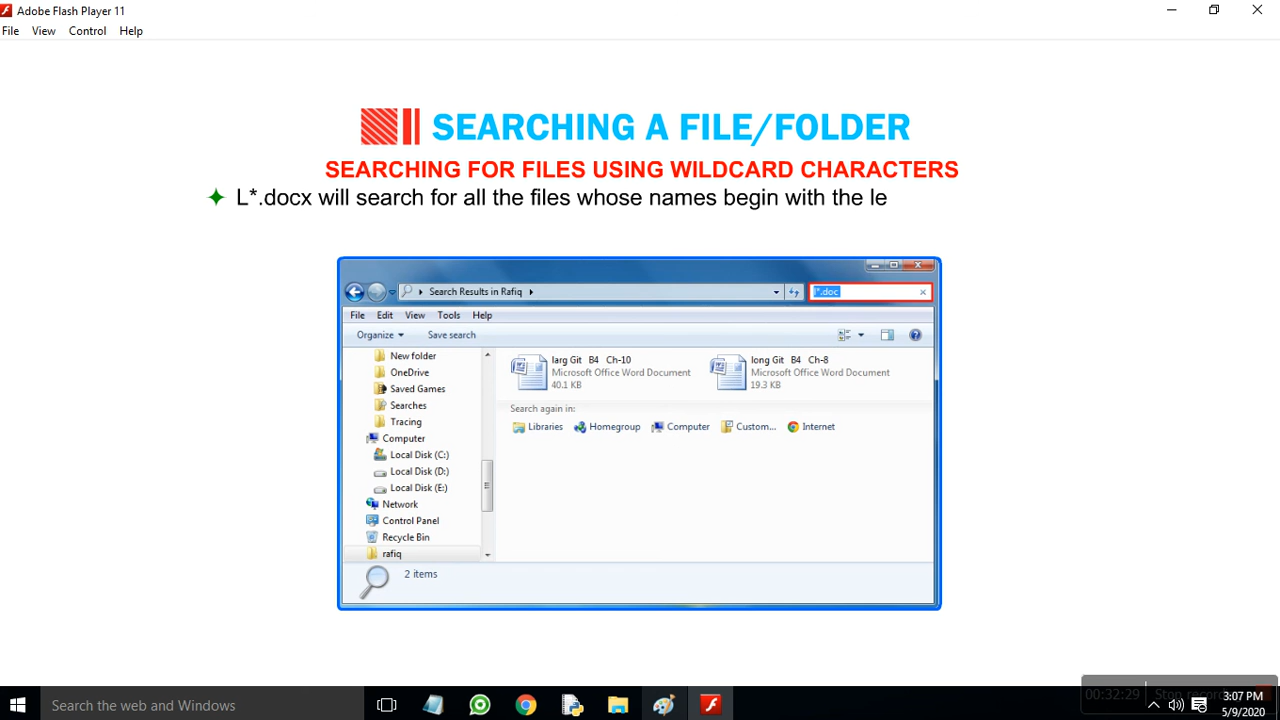 Adobe Flash Player 11
File View Control Help
SEARCHING A FILE/FOLDER
SEARCHING FOR FILES USING WILDCARD CHARACTERS
L*.docx will search for all the files whose names begin with the le
Search Results in Rafiq
l*.doc
File Edit View Tools Help
Organize Save search
New folder
OneDrive
Saved Games
Searches
Tracing
Computer
Local Disk (C:)
Local Disk (D:)
Local Disk (E:)
Network
Control Panel
Recycle Bin
rafiq
larg Git B4 Ch-10
Microsoft Office Word Document
40.1 KB
long Git B4 Ch-8
Microsoft Office Word Document
19.3 KB
Search again in:
Libraries Homegroup Computer Custom... Internet
2 items
Search the web and Windows
00:32:29 Stop
3:07 PM
5/9/2020